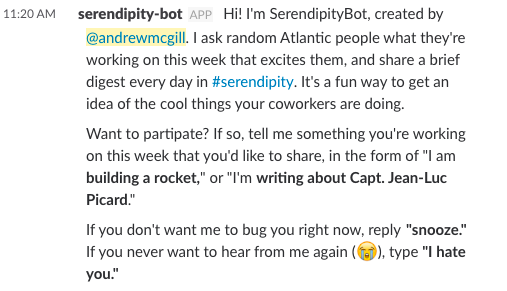 11:20 AM serendipity-bot APP Hi! I'm SerendipityBot, created by
@andrewmcgill. I ask random Atlantic people what they're
working on this week that excites them, and share a brief
digest every day in #serendipity. It's a fun way to get an
idea of the cool things your coworkers are doing.
Want to partipate? If so, tell me something you're working
on this week that you'd like to share, in the form of "I am
building a rocket," or "I'm writing about Capt. Jean-Luc
Picard."
If you don't want me to bug you right now, reply "snooze."
If you never want to hear from me again (😭), type "I hate
you."